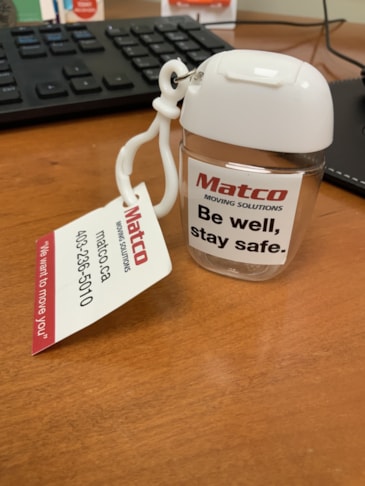 Matco
MOVING SOLUTIONS
Be well,
stay safe.
Matco
MOVING SOLUTIONS
matco.ca
403-236-5010
"We want to move you"